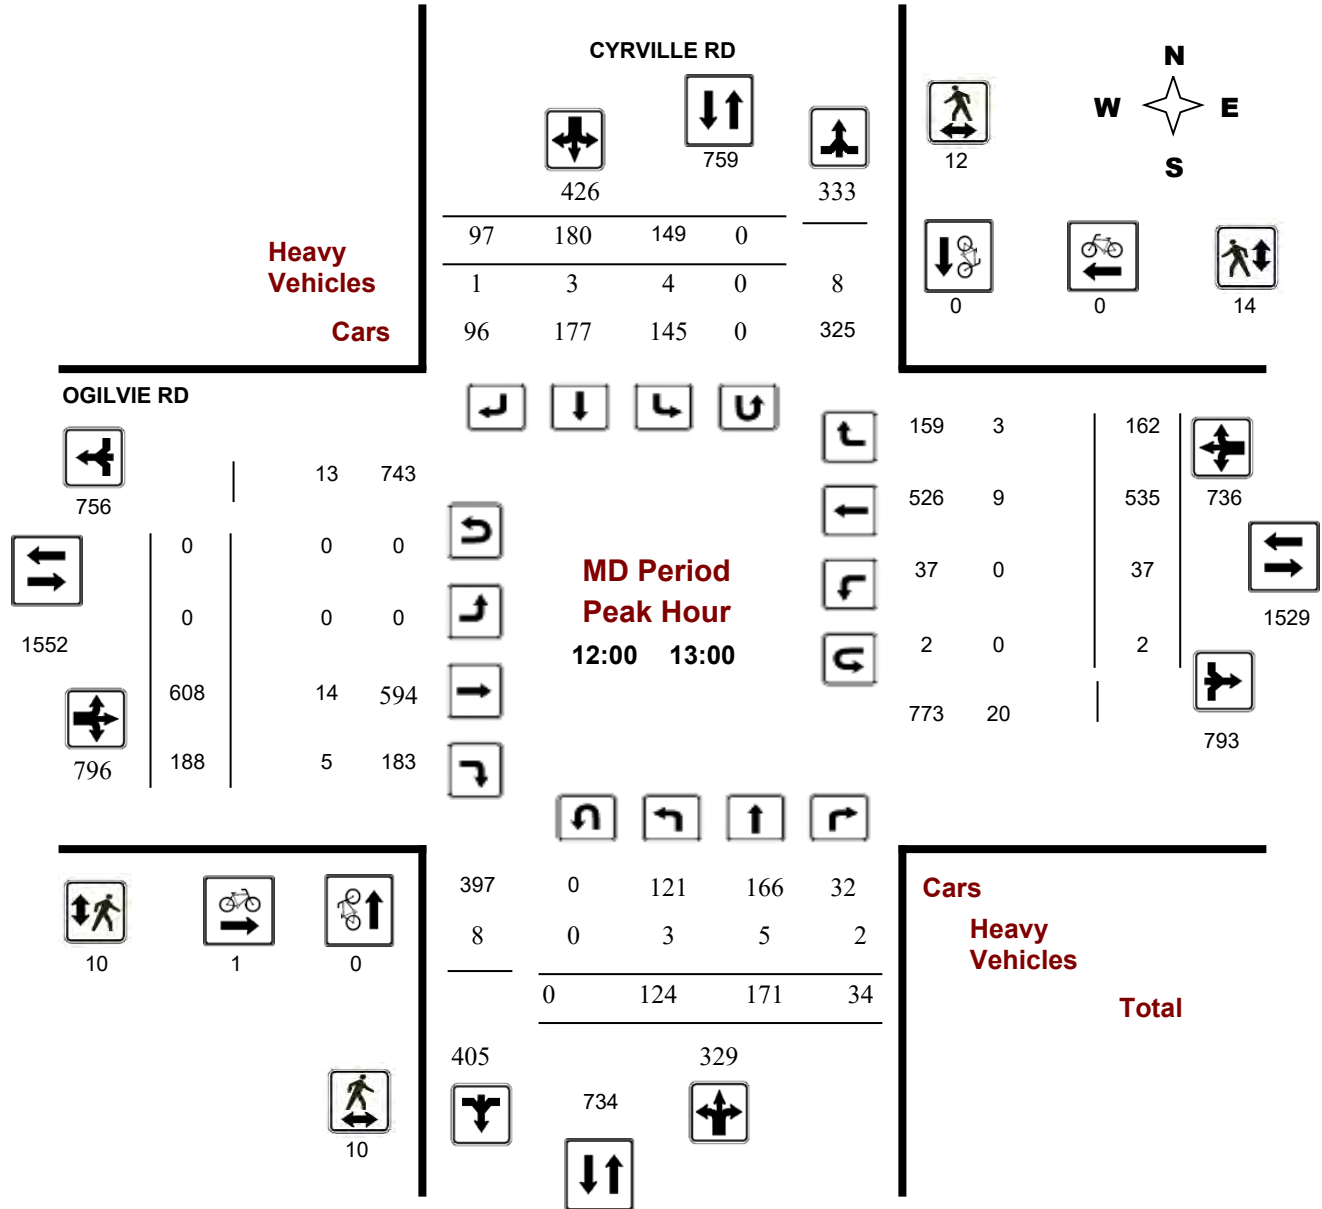 CYRVILLE RD
N
W E
S
759
12
426 333
97 180 149 0
Heavy
Vehicles
1 3 4 0 8
0 0 14
Cars
96 177 145 0 325
OGILVIE RD
159 3 162
13 743
756
526 9 535 736
0 0 0
37 0 37
MD Period
Peak Hour
0 0 0
1552
1529
12:00 13:00
2 0 2
608 14 594
773 20
793
796 188 5 183
397 0 121 166 32
Cars
8 0 3 5 2
Heavy
Vehicles
10 1 0
0 124 171 34
Total
405 329
734
10